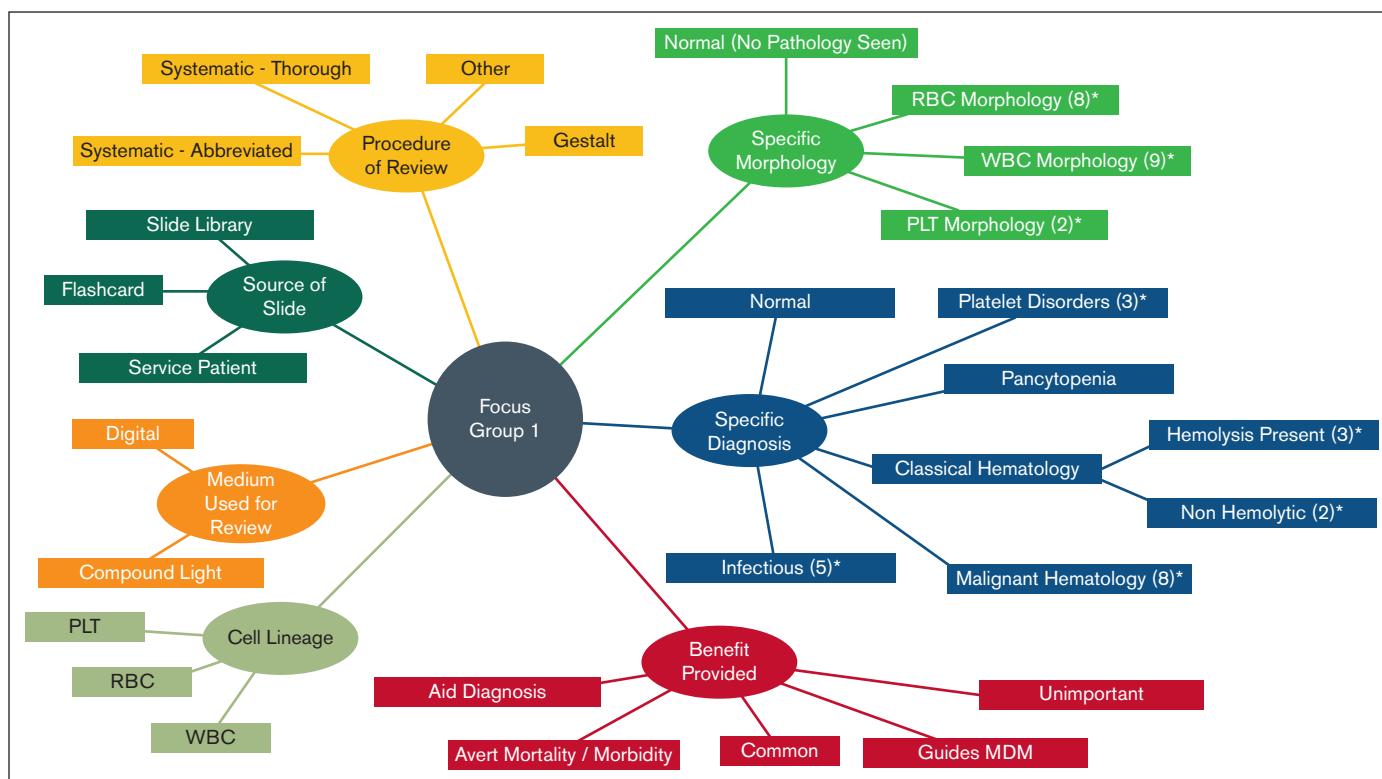 Systematic - Thorough
Other
Systematic - Abbreviated
Procedure
of Review
Gestalt
Normal (No Pathology Seen)
RBC Morphology (8)*
Specific
Morphology
WBC Morphology (9)*
PLT Morphology (2)*
Slide Library
Flashcard
Source of
Slide
Service Patient
Focus
Group 1
Normal
Platelet Disorders (3)*
Pancytopenia
Specific
Diagnosis
Classical Hematology
Hemolysis Present (3)*
Non Hemolytic (2)*
Infectious (5)*
Malignant Hematology (8)*
Digital
Medium
Used for
Review
Compound Light
PLT
Cell Lineage
RBC
WBC
Benefit
Provided
Aid Diagnosis
Unimportant
Avert Mortality / Morbidity
Common
Guides MDM